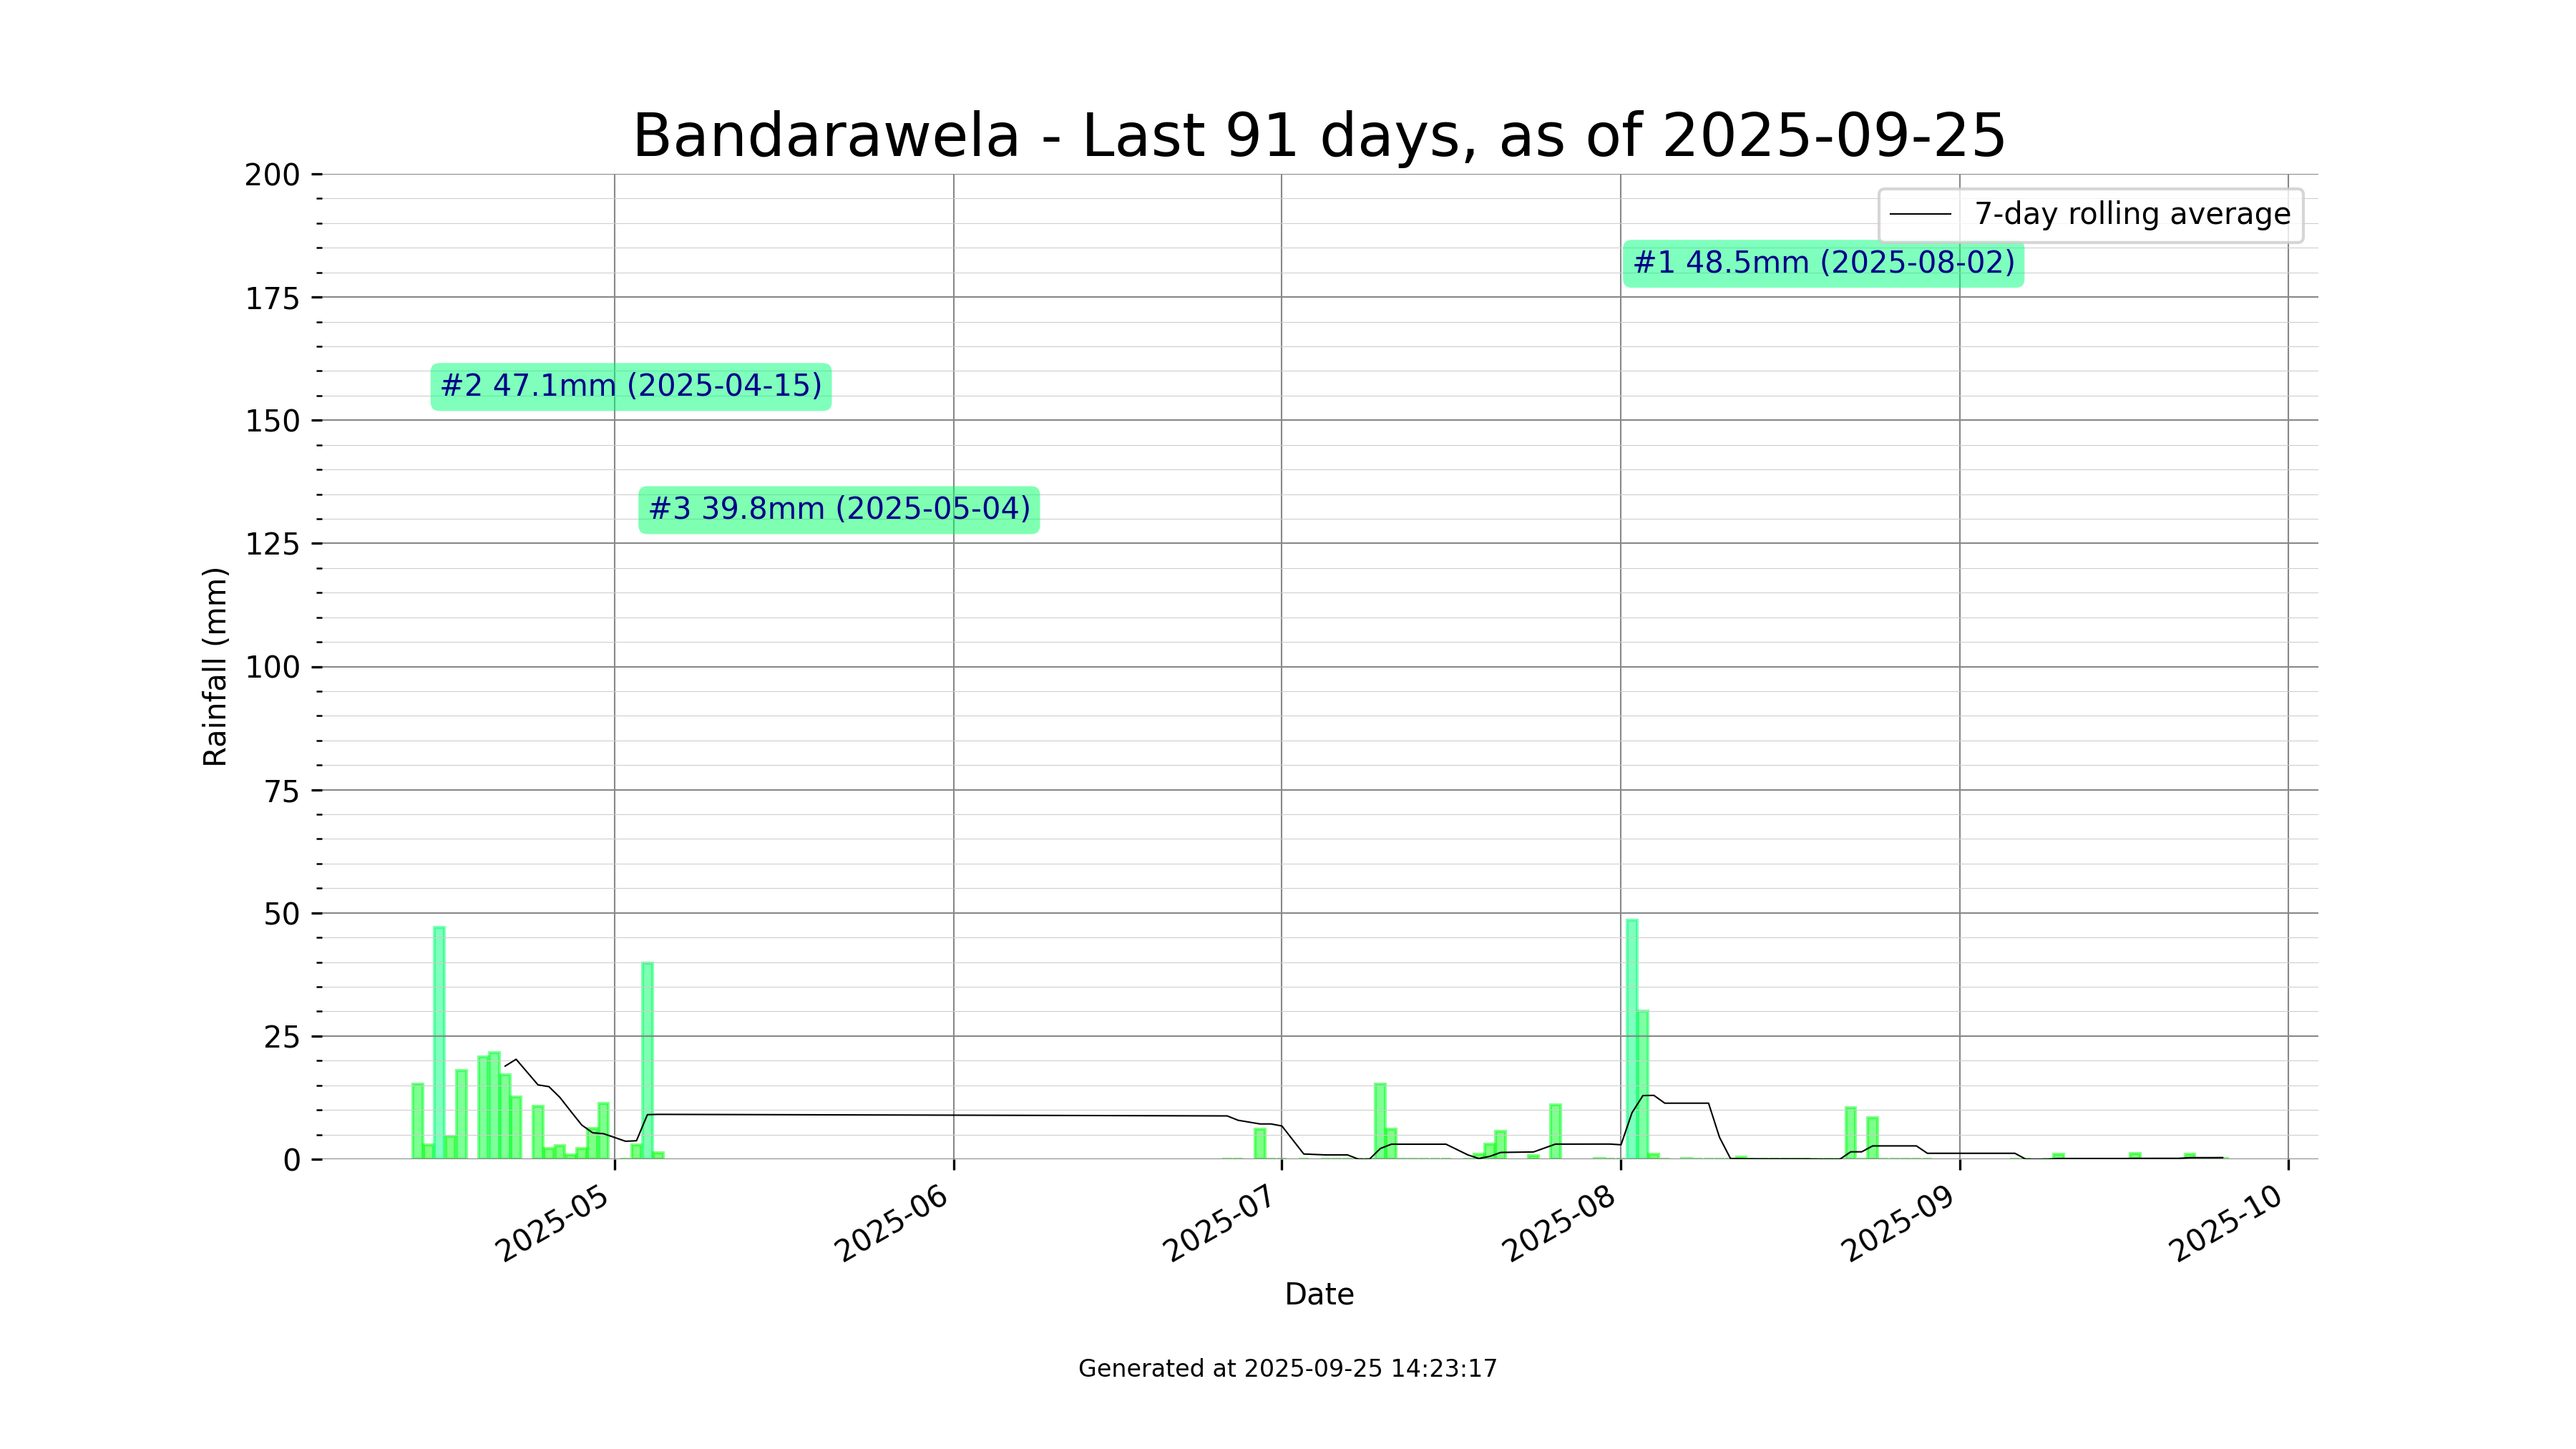 Bandarawela - Last 91 days, as of 2025-09-25
200
175
150
125
100
75
50
25
0
Rainfall (mm)
7-day rolling average
#1 48.5mm (2025-08-02)
#2 47.1mm (2025-04-15)
#3 39.8mm (2025-05-04)
2025-05
2025-06
2025-07
2025-08
2025-09
2025-10
Date
Generated at 2025-09-25 14:23:17